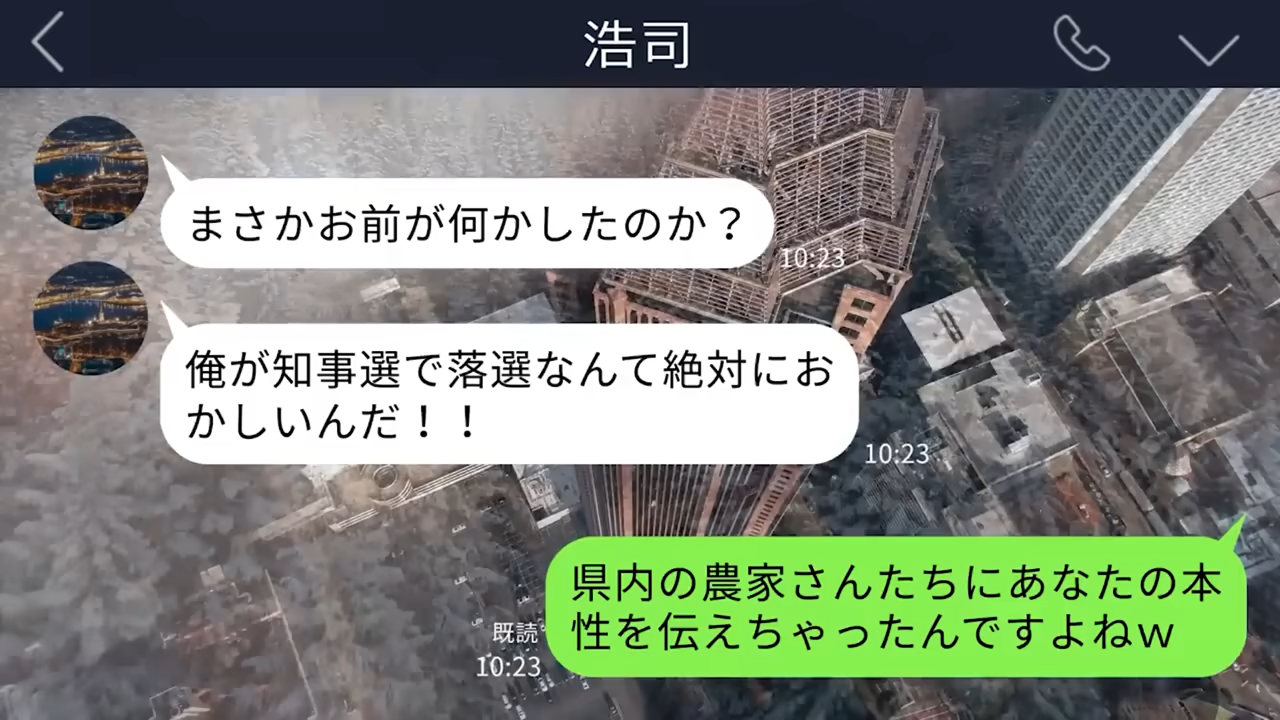 浩司
まさかお前が何かしたのか？
10:23
俺が知事選で落選なんて絶対にお
かしいんだ！！
10:23
県内の農家さんたちにあなたの本
性を伝えちゃったんですよねｗ
既読
10:23